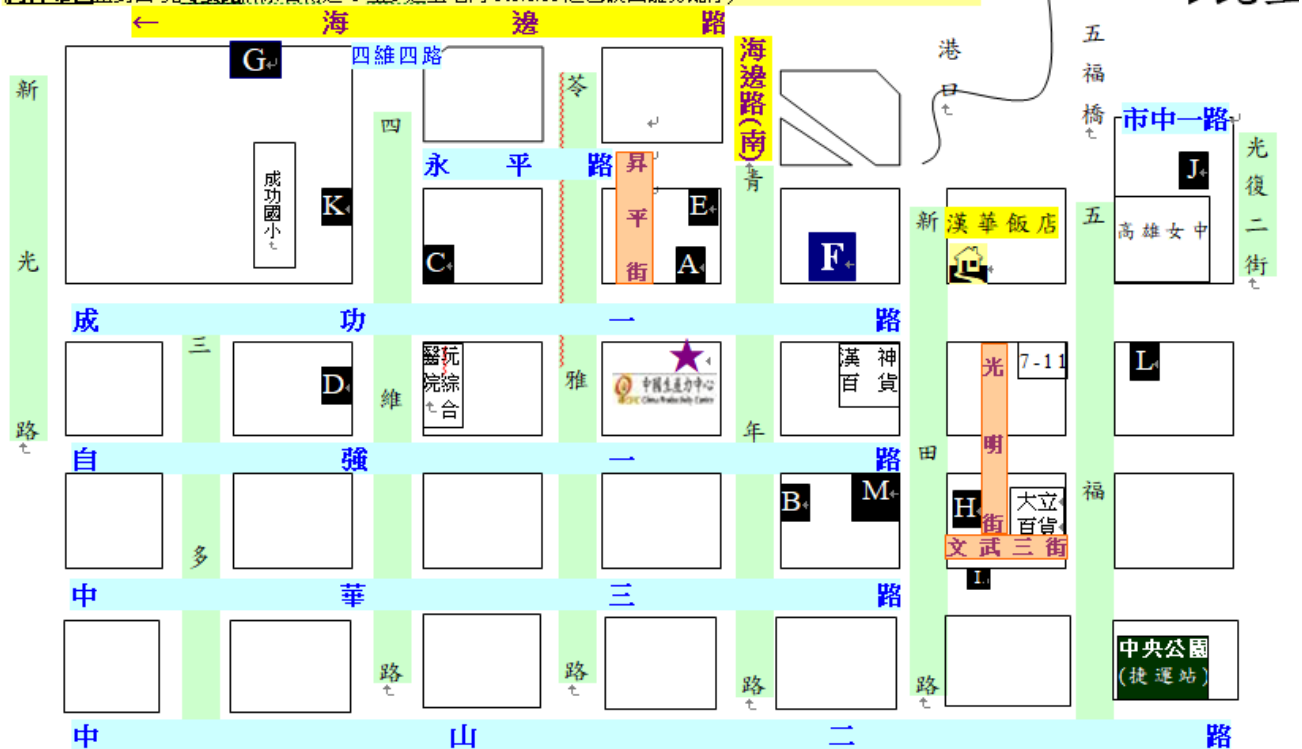 ← 海邊路
四維四路
海邊路(南)
港口
五福橋
市中一路
新光路
四維路
苓雅路
永平路
昇平街
青年路
光復二街
G
成功國小
K
C
E
A
F
新田路
漢華飯店
五福
J
高雄女中
成功一路
三多
D
阮綜合醫院
中國生產力中心
China Productivity Center
漢神百貨
光明街
7-11
L
自強一路
B
M
H
大立百貨
文武三街
I
中華三路
中央公園
(捷運站)
中山二路